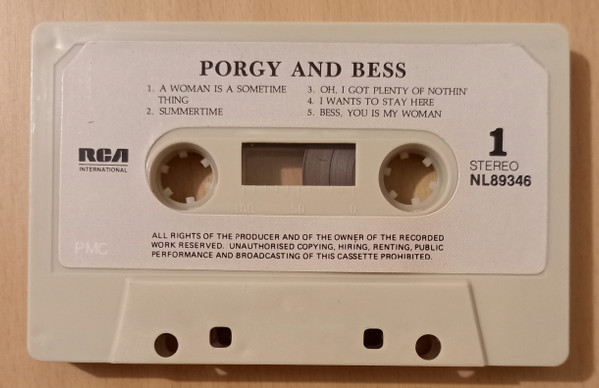 PORGY AND BESS
1. A WOMAN IS A SOMETIME
THING
2. SUMMERTIME
3. OH, I GOT PLENTY OF NOTHIN'
4. I WANTS TO STAY HERE
5. BESS, YOU IS MY WOMAN
RCA
INTERNATIONAL
1
STEREO
NL89346
100 50 0
ALL RIGHTS OF THE PRODUCER AND OF THE OWNER OF THE RECORDED
WORK RESERVED. UNAUTHORISED COPYING, HIRING, RENTING, PUBLIC
PERFORMANCE AND BROADCASTING OF THIS CASSETTE PROHIBITED.
PMC